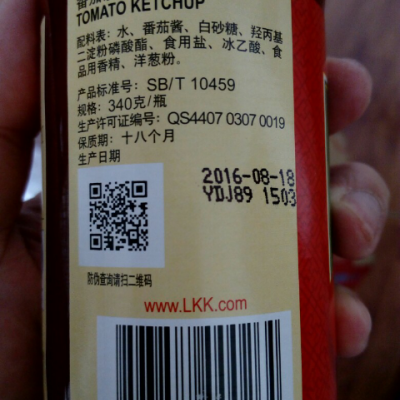 TOMATO KETCHUP
配料表：水、番茄酱、白砂糖、羟丙基
二淀粉磷酸酯、食用盐、冰乙酸、食
品用香精、洋葱粉。
产品标准号：SB/T 10459
规格：340克/瓶
生产许可证编号：QS4407 0307 0019
保质期：十八个月
生产日期
2016-08-18
YDJ89 1503
防伪查询请扫二维码
www.LKK.com